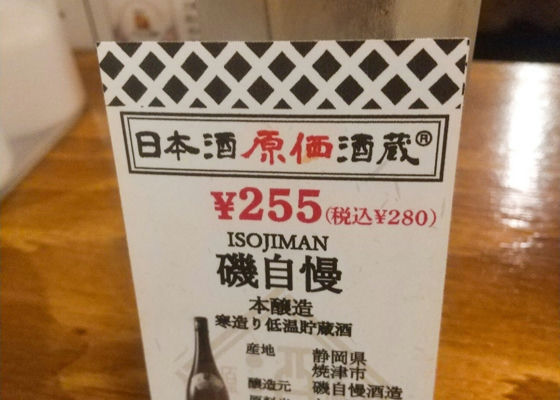 日本酒原価酒蔵®
¥255(税込¥280)
ISOJIMAN
磯自慢
本醸造
寒造り低温貯蔵酒
産地 静岡県
焼津市
醸造元 磯自慢酒造